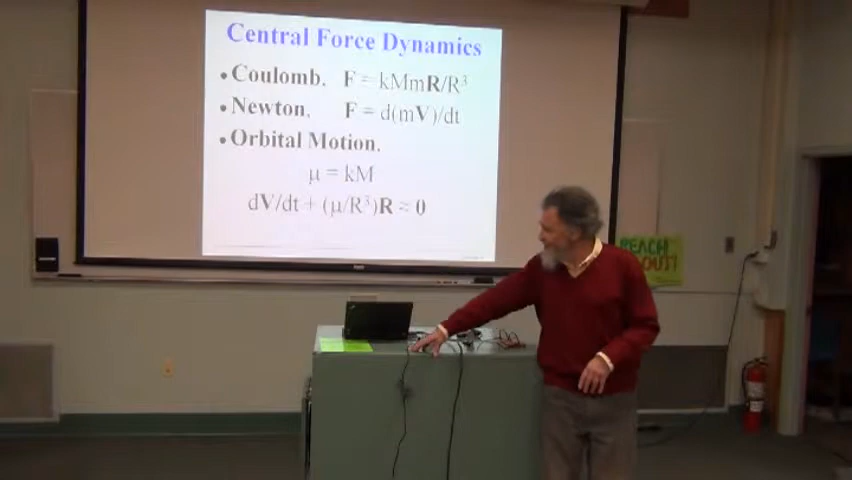 Central Force Dynamics
• Coulomb, F = kMmR/R³
• Newton, F = d(mV)/dt
• Orbital Motion,
μ = kM
dV/dt + (μ/R³)R ≈ 0
REACH
OUT!